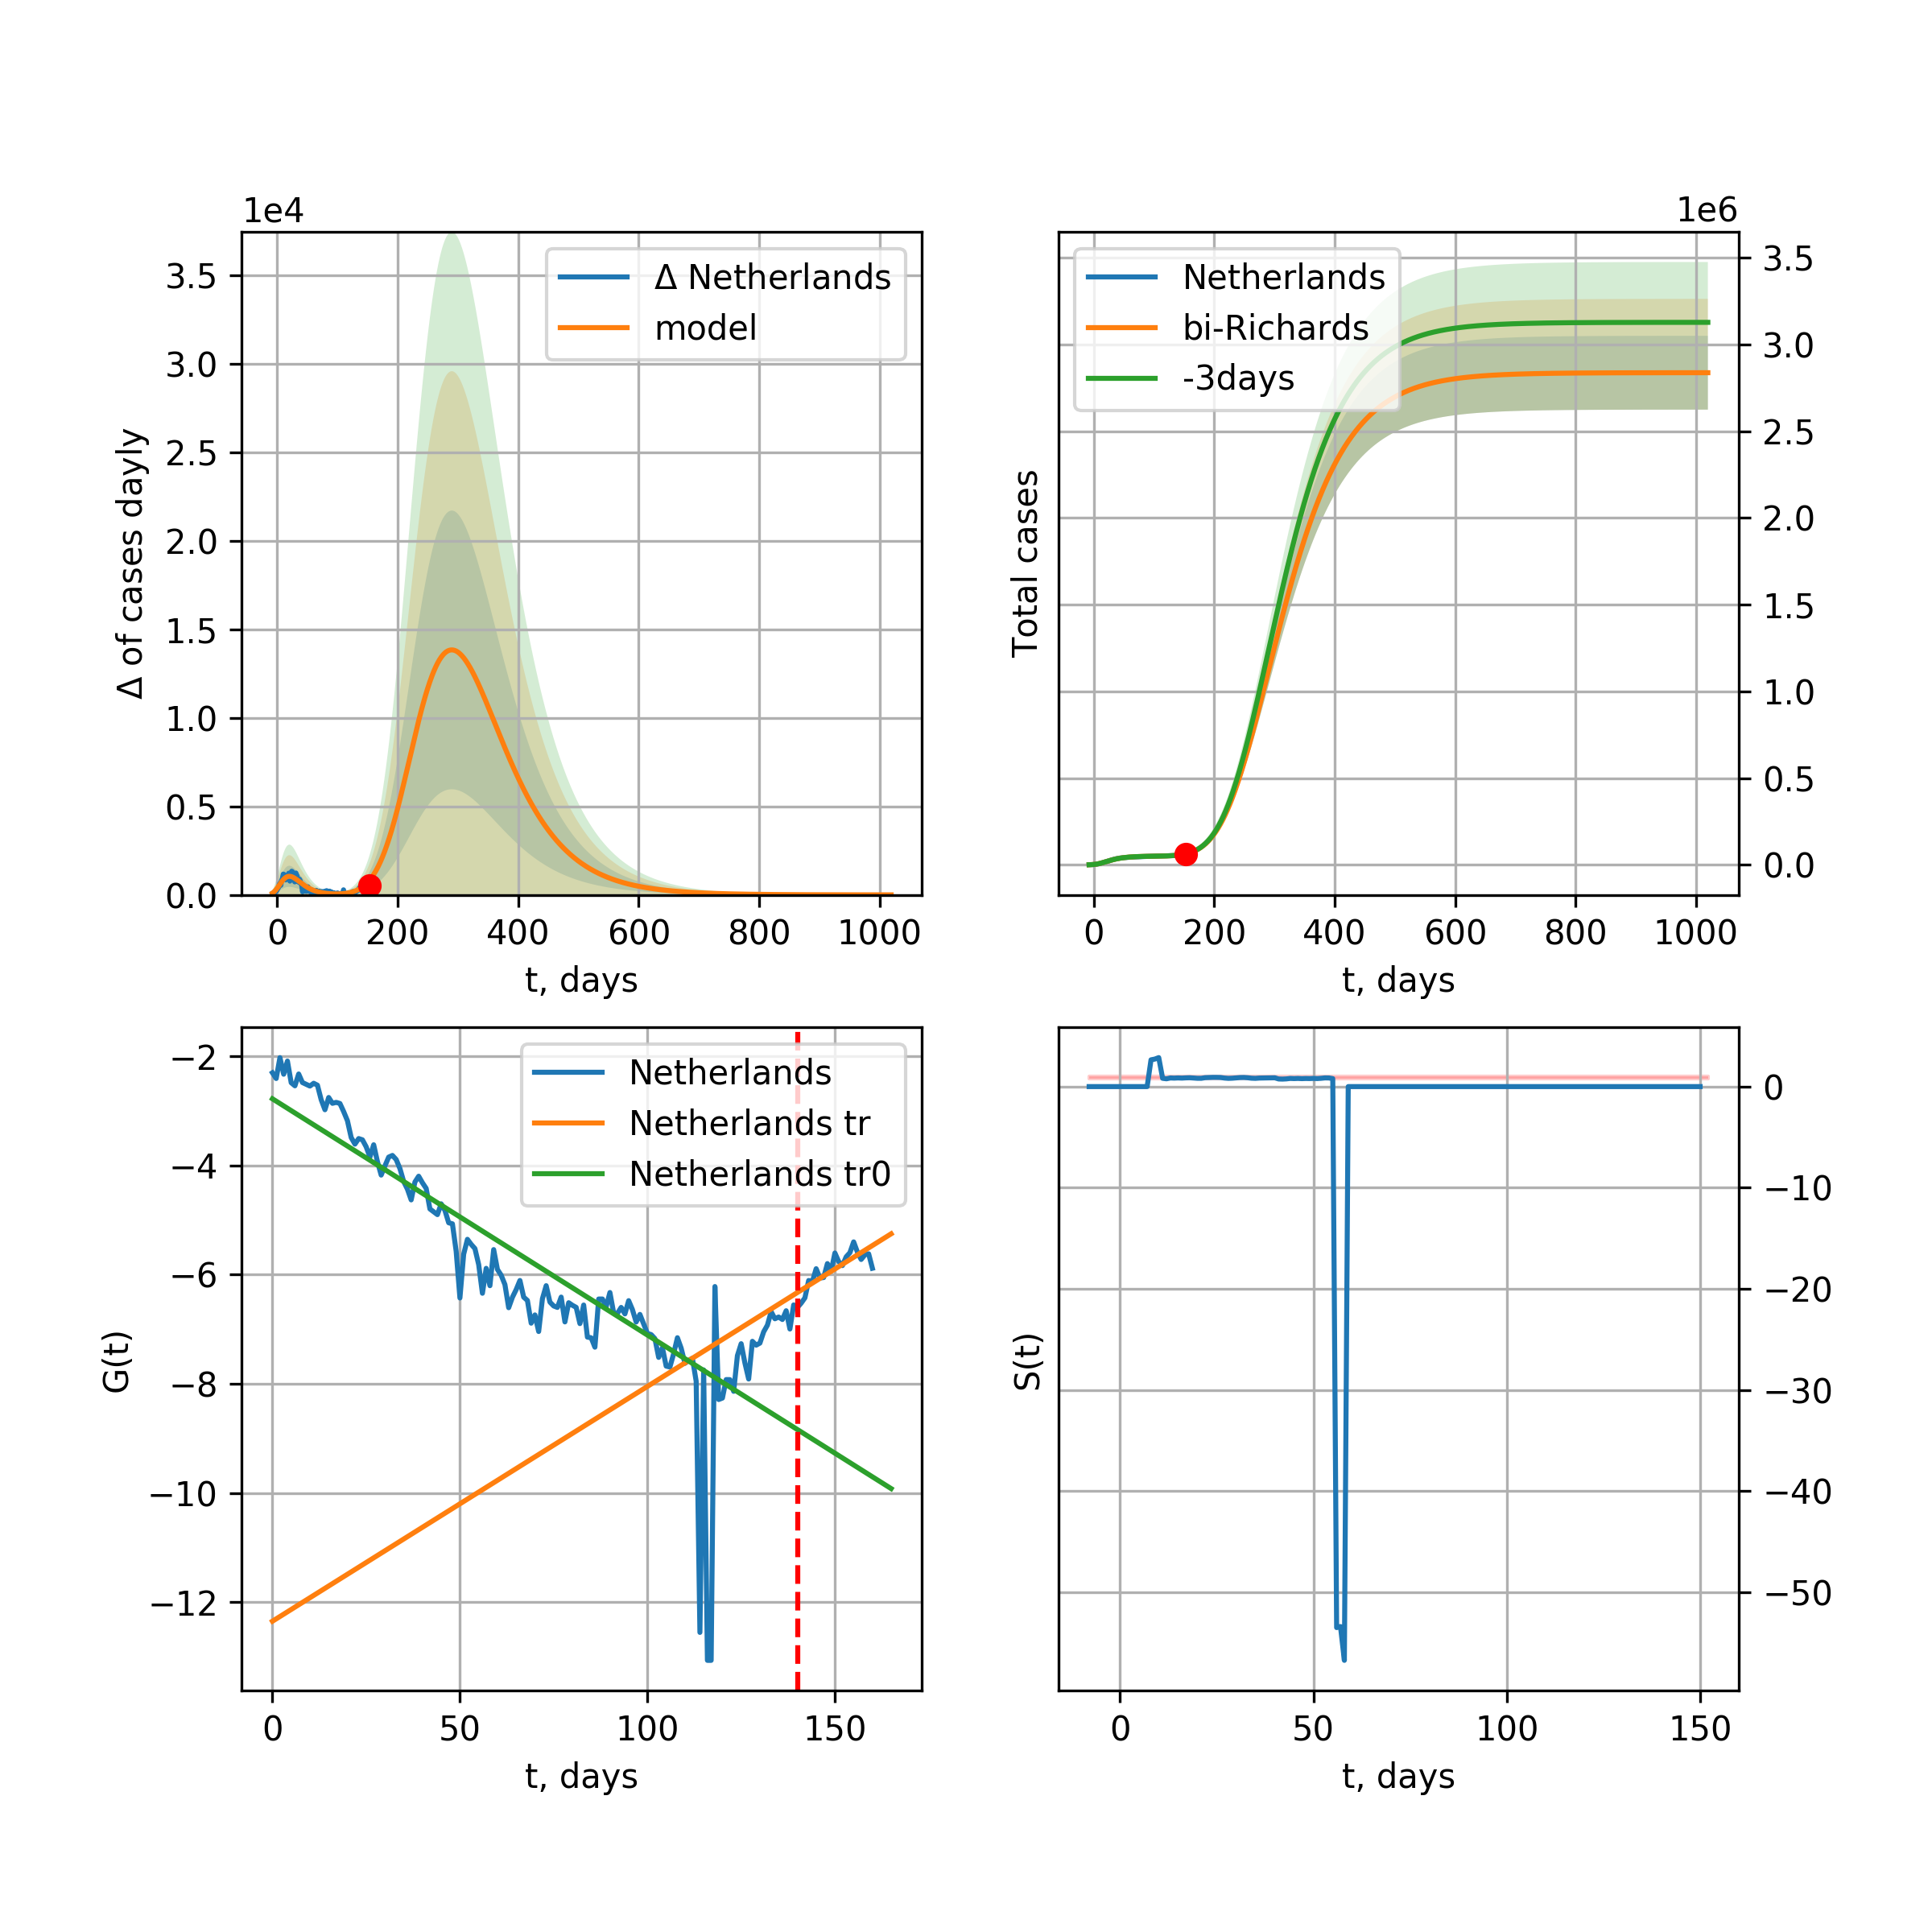 1e4
3.5
3.0
2.5
2.0
1.5
1.0
0.5
0.0
Δ of cases dayly
Δ Netherlands
model
0 200 400 600 800 1000
t, days
1e6
3.5
3.0
2.5
2.0
1.5
1.0
0.5
0.0
Total cases
Netherlands
bi-Richards
-3days
0 200 400 600 800 1000
t, days
−2
−4
−6
−8
−10
−12
G(t)
Netherlands
Netherlands tr
Netherlands tr0
0 50 100 150
t, days
0
−10
−20
−30
−40
−50
S(t)
0 50 100 150
t, days